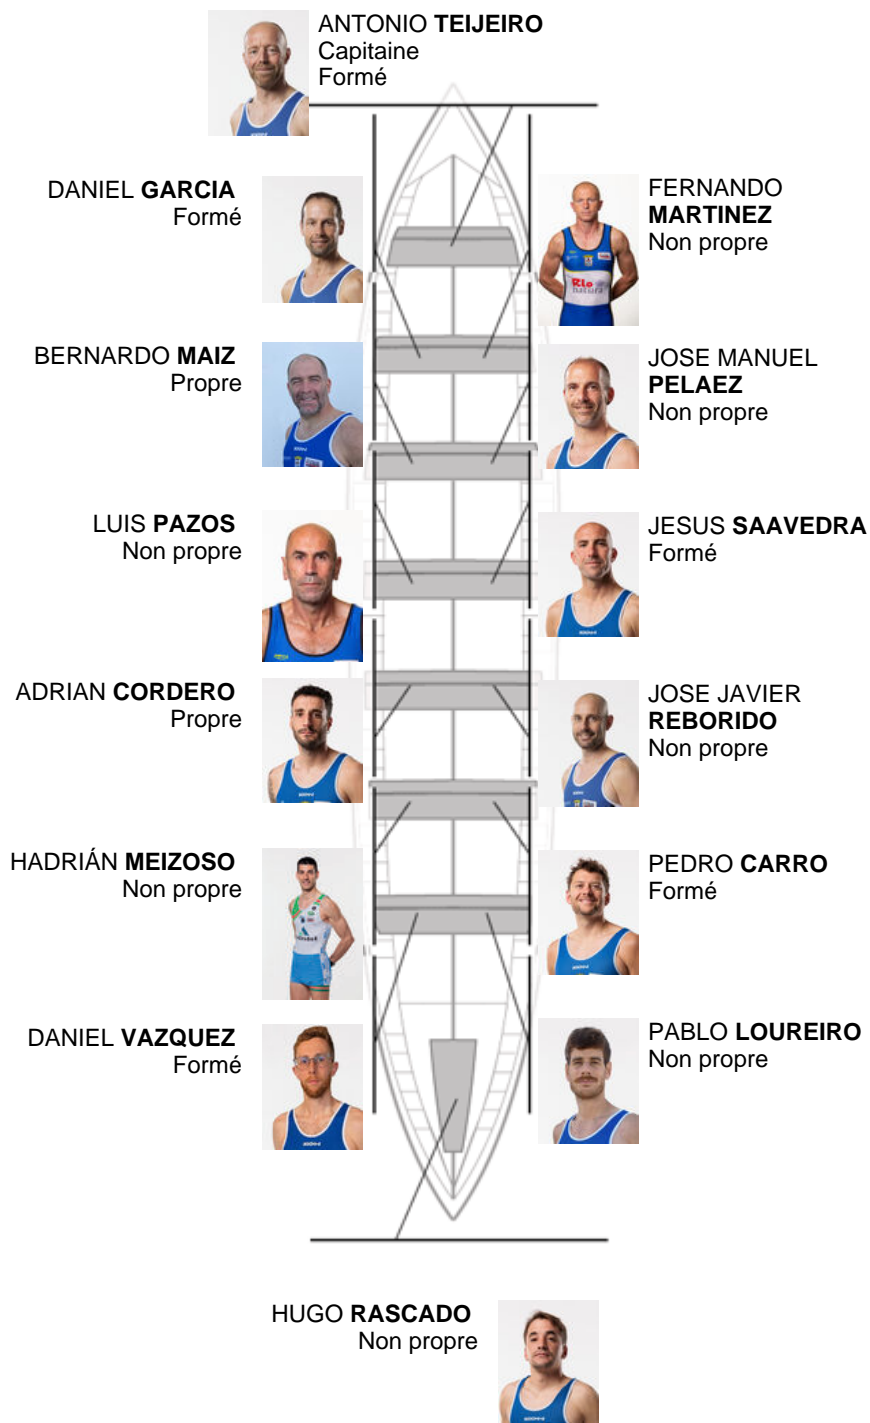 ANTONIO TEIJEIRO
Capitaine
Formé
DANIEL GARCIA
Formé
FERNANDO
MARTINEZ
Non propre
Rio
natura
BERNARDO MAIZ
Propre
JOSE MANUEL
PELAEZ
Non propre
LUIS PAZOS
Non propre
JESUS SAAVEDRA
Formé
ADRIAN CORDERO
Propre
JOSE JAVIER
REBORIDO
Non propre
HADRIÁN MEIZOSO
Non propre
PEDRO CARRO
Formé
DANIEL VAZQUEZ
Formé
PABLO LOUREIRO
Non propre
HUGO RASCADO
Non propre